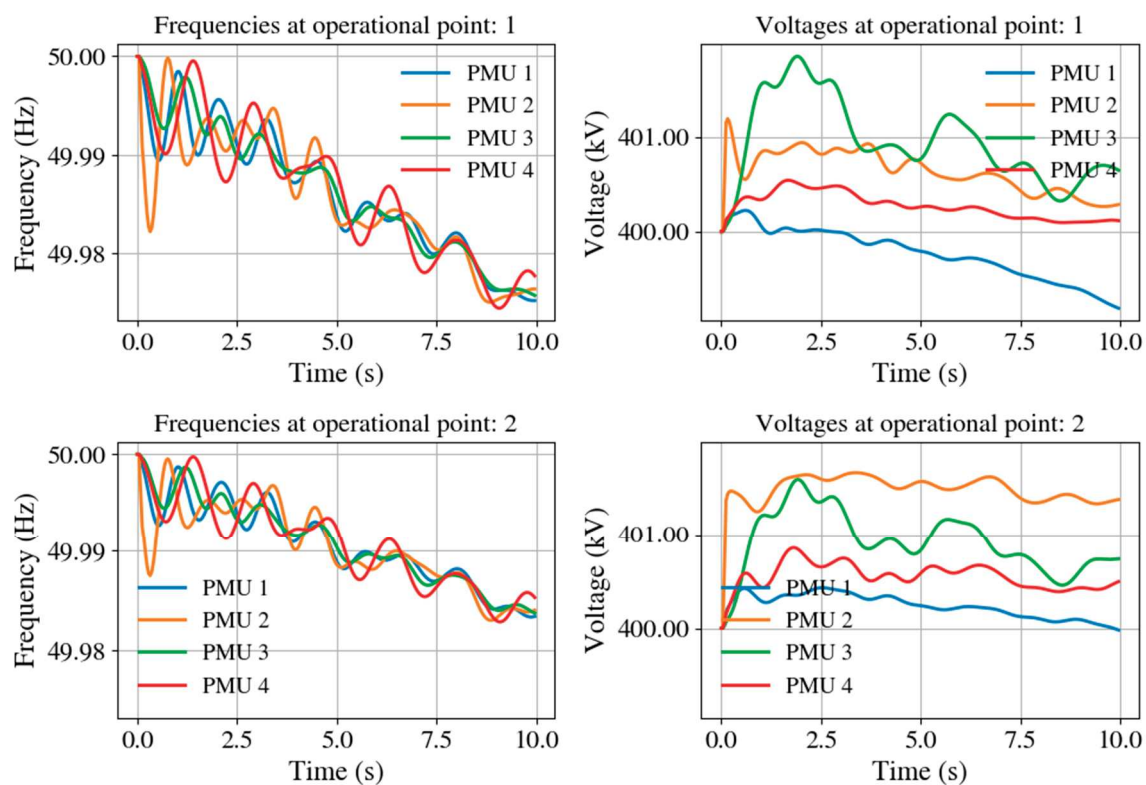 Frequencies at operational point: 1
Frequency (Hz)
50.00
49.99
49.98
PMU 1
PMU 2
PMU 3
PMU 4
0.0 2.5 5.0 7.5 10.0
Time (s)
Voltages at operational point: 1
Voltage (kV)
401.00
400.00
PMU 1
PMU 2
PMU 3
PMU 4
0.0 2.5 5.0 7.5 10.0
Time (s)
Frequencies at operational point: 2
Frequency (Hz)
50.00
49.99
49.98
PMU 1
PMU 2
PMU 3
PMU 4
0.0 2.5 5.0 7.5 10.0
Time (s)
Voltages at operational point: 2
Voltage (kV)
401.00
400.00
PMU 1
PMU 2
PMU 3
PMU 4
0.0 2.5 5.0 7.5 10.0
Time (s)